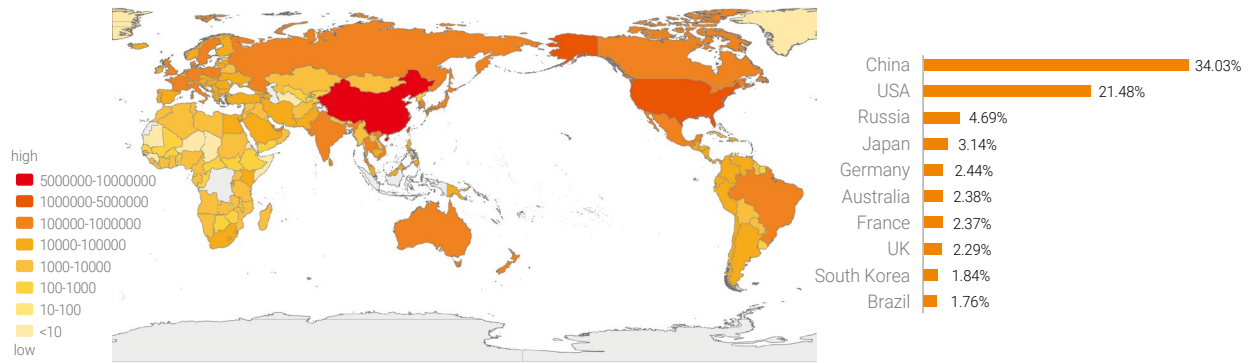 high
5000000-10000000
1000000-5000000
100000-1000000
10000-100000
1000-10000
100-1000
10-100
<10
low
China 34.03%
USA 21.48%
Russia 4.69%
Japan 3.14%
Germany 2.44%
Australia 2.38%
France 2.37%
UK 2.29%
South Korea 1.84%
Brazil 1.76%